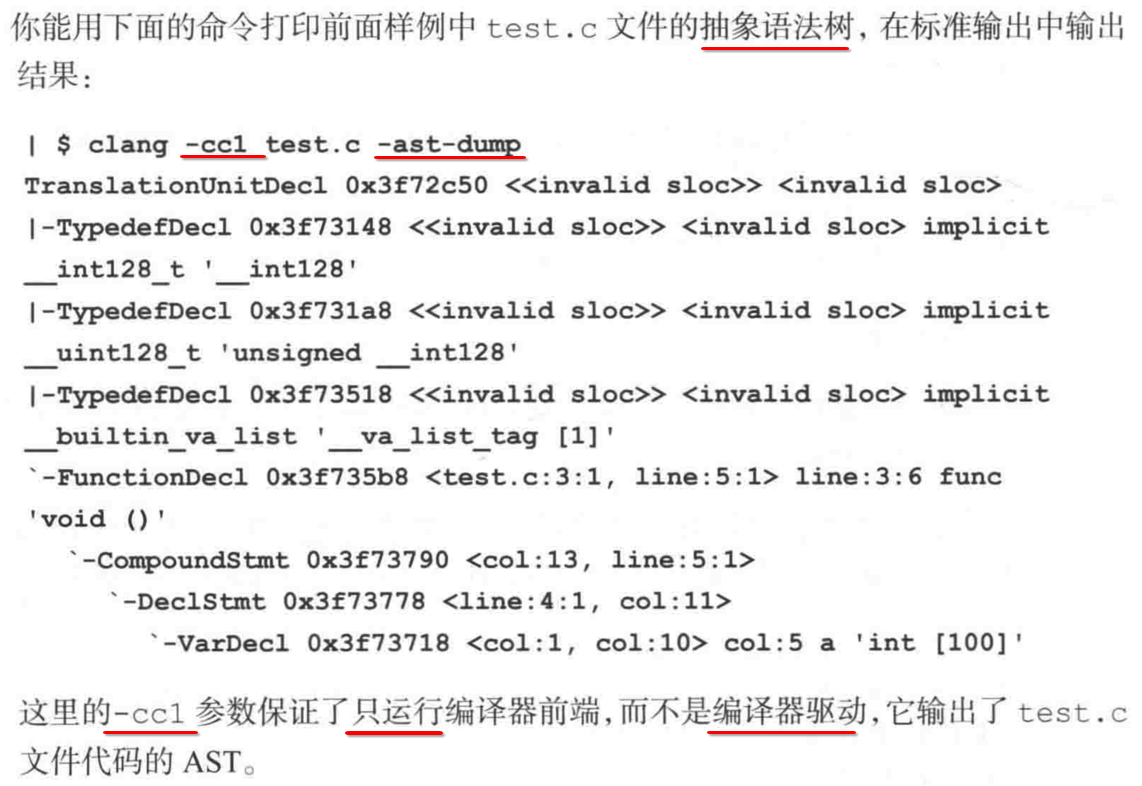 你能用下面的命令打印前面样例中 test.c 文件的抽象语法树, 在标准输出中输出
结果:
| $ clang -cc1 test.c -ast-dump
TranslationUnitDecl 0x3f72c50 <<invalid sloc>> <invalid sloc>
|-TypedefDecl 0x3f73148 <<invalid sloc>> <invalid sloc> implicit
__int128_t '__int128'
|-TypedefDecl 0x3f731a8 <<invalid sloc>> <invalid sloc> implicit
__uint128_t 'unsigned __int128'
|-TypedefDecl 0x3f73518 <<invalid sloc>> <invalid sloc> implicit
__builtin_va_list '__va_list_tag [1]'
`-FunctionDecl 0x3f735b8 <test.c:3:1, line:5:1> line:3:6 func
'void ()'
`-CompoundStmt 0x3f73790 <col:13, line:5:1>
`-DeclStmt 0x3f73778 <line:4:1, col:11>
`-VarDecl 0x3f73718 <col:1, col:10> col:5 a 'int [100]'
这里的-cc1 参数保证了只运行编译器前端,而不是编译器驱动,它输出了 test.c
文件代码的 AST。